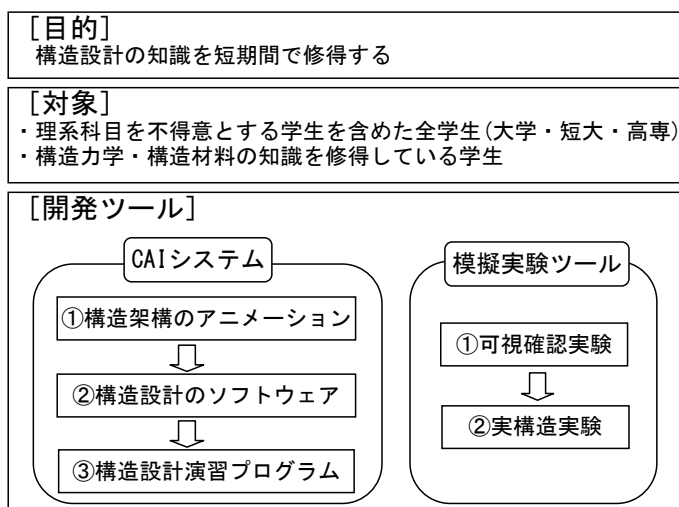 [目的]
構造設計の知識を短期間で修得する
[対象]
・理系科目を不得意とする学生を含めた全学生(大学・短大・高専)
・構造力学・構造材料の知識を修得している学生
[開発ツール]
CAIシステム
①構造架構のアニメーション
②構造設計のソフトウェア
③構造設計演習プログラム
模擬実験ツール
①可視確認実験
②実構造実験